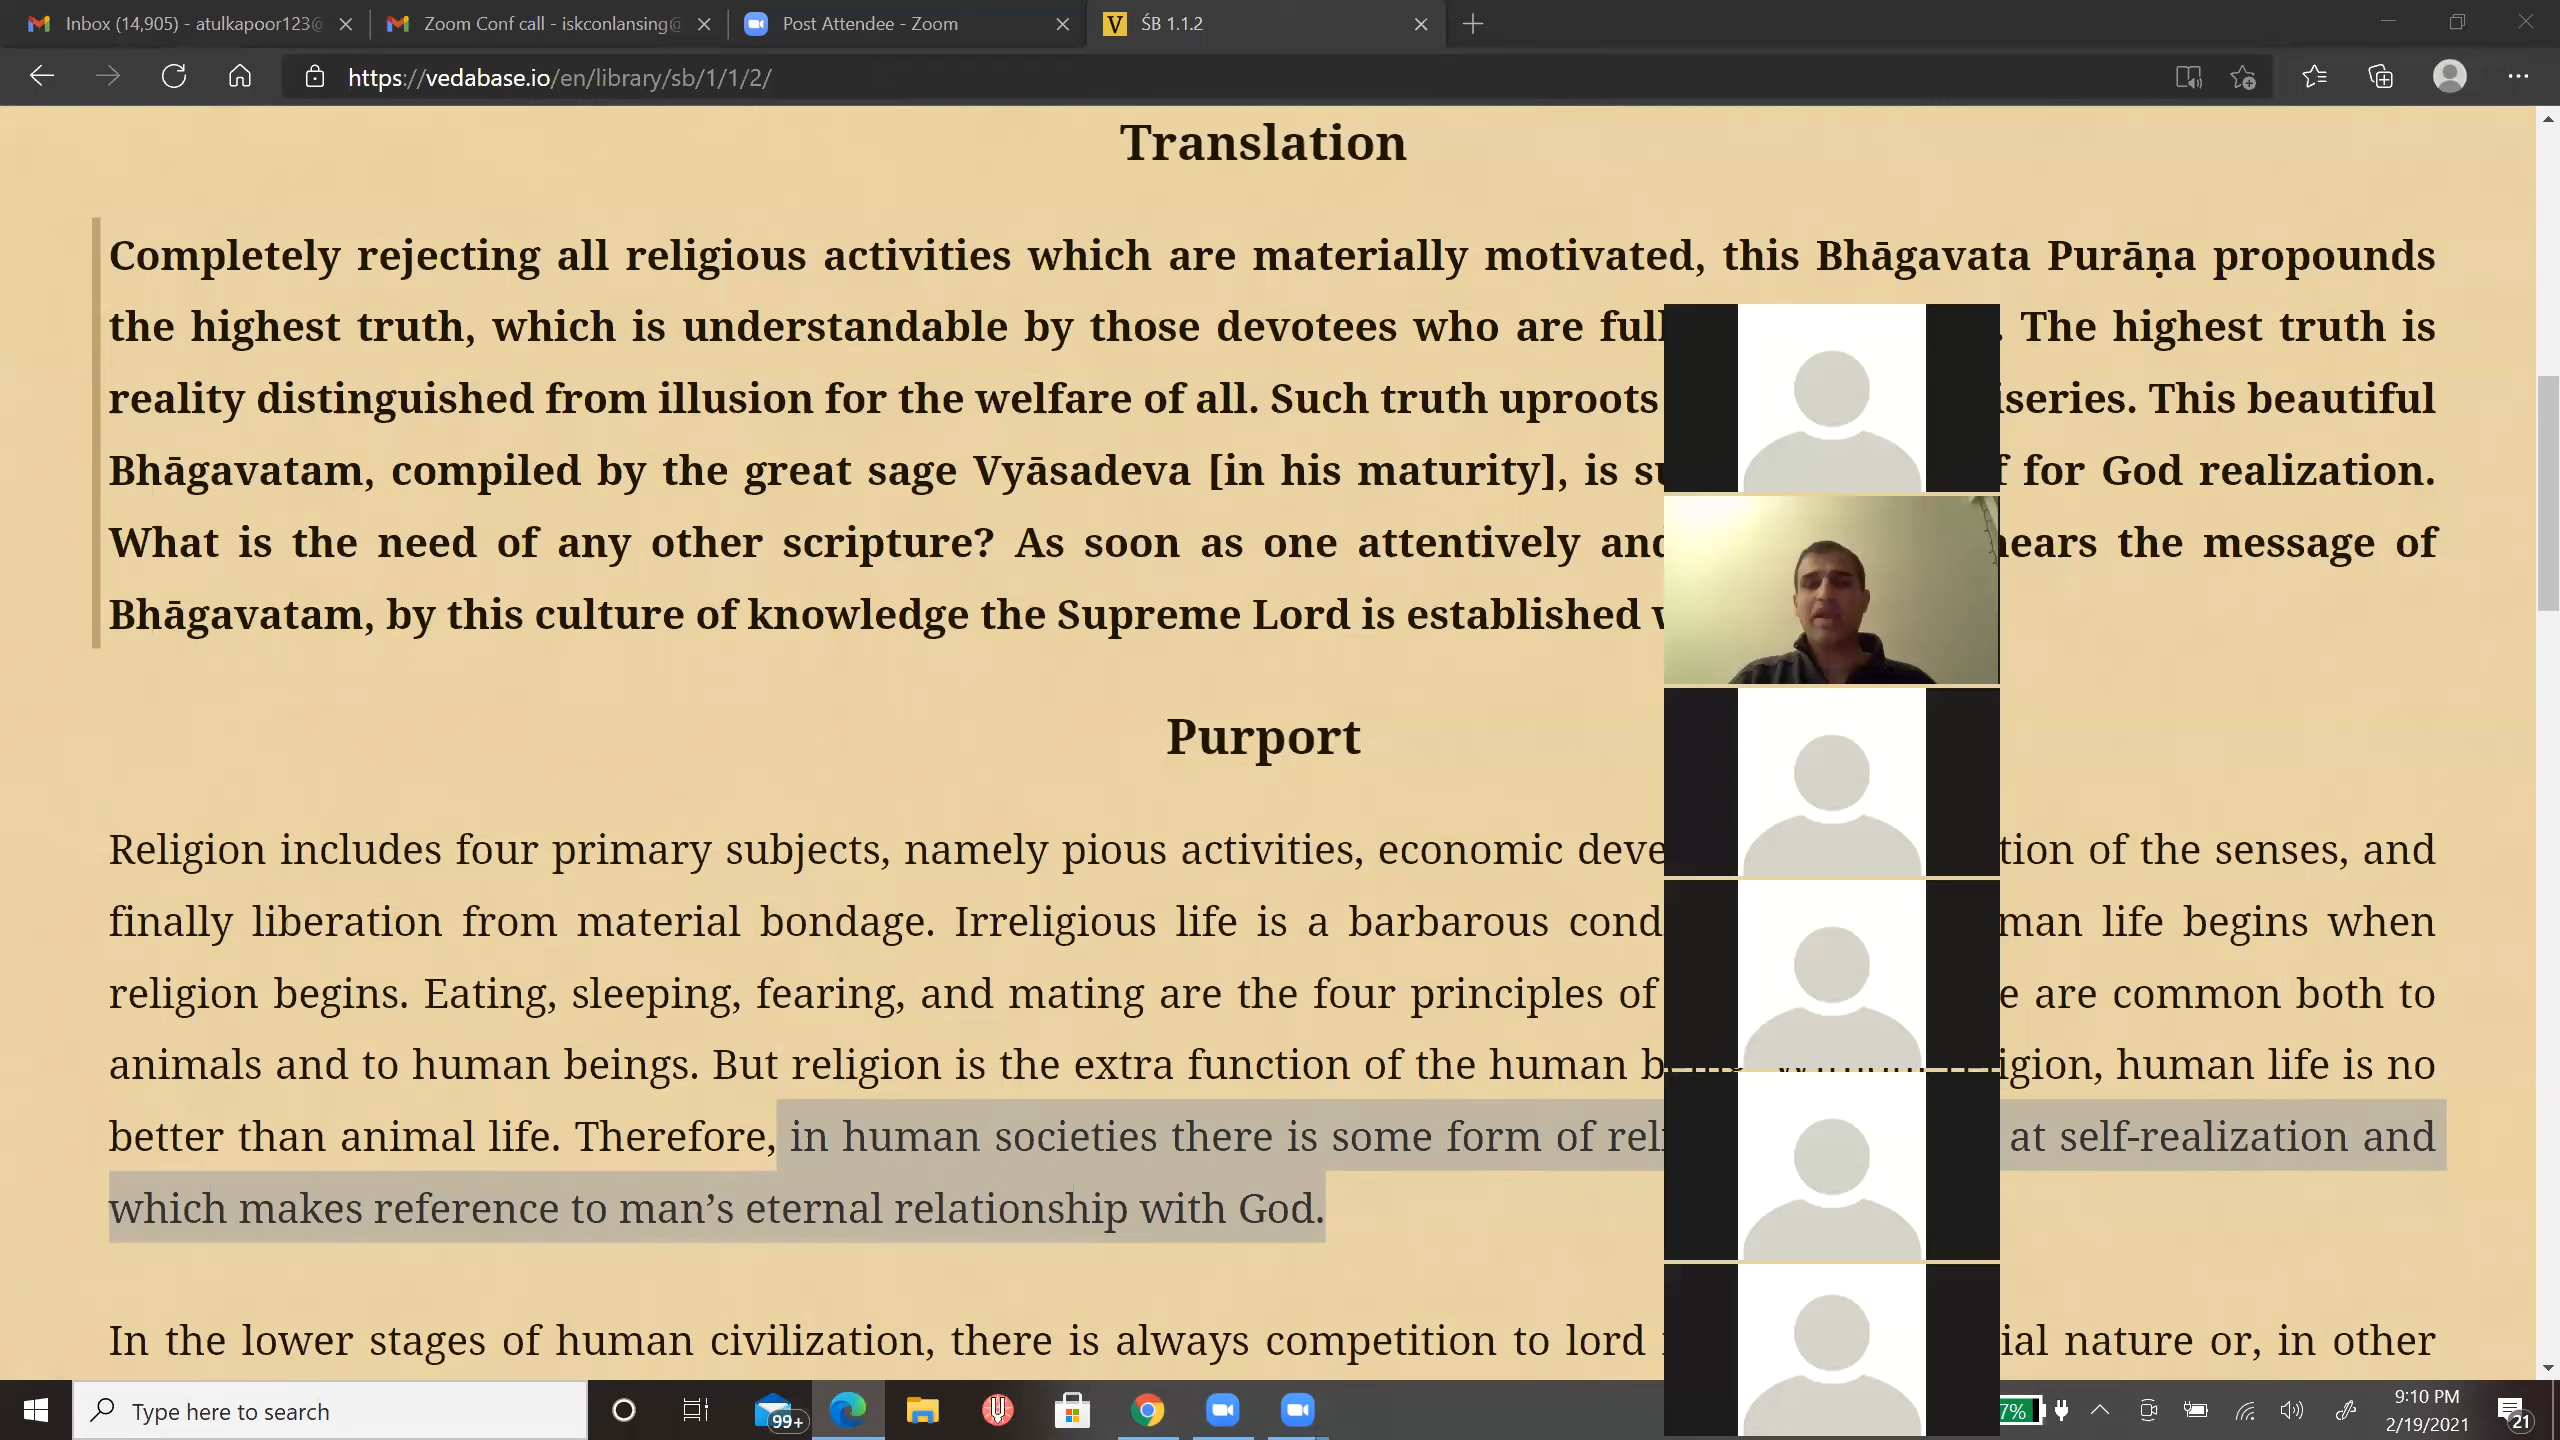 Inbox (14,905) - atulkapoor123@
Zoom Conf call - iskconlansing@
Post Attendee - Zoom
V ŚB 1.1.2
https://vedabase.io/en/library/sb/1/1/2/
Translation
Completely rejecting all religious activities which are materially motivated, this Bhāgavata Purāṇa propounds
the highest truth, which is understandable by those devotees who are full . The highest truth is
reality distinguished from illusion for the welfare of all. Such truth uproots iseries. This beautiful
Bhāgavatam, compiled by the great sage Vyāsadeva [in his maturity], is su f for God realization.
What is the need of any other scripture? As soon as one attentively and hears the message of
Bhāgavatam, by this culture of knowledge the Supreme Lord is established
Purport
Religion includes four primary subjects, namely pious activities, economic deve tion of the senses, and
finally liberation from material bondage. Irreligious life is a barbarous cond man life begins when
religion begins. Eating, sleeping, fearing, and mating are the four principles of e are common both to
animals and to human beings. But religion is the extra function of the human igion, human life is no
better than animal life. Therefore, in human societies there is some form of reli at self-realization and
which makes reference to man’s eternal relationship with God.
In the lower stages of human civilization, there is always competition to lord ial nature or, in other
Type here to search
99+
7%
9:10 PM
2/19/2021
21